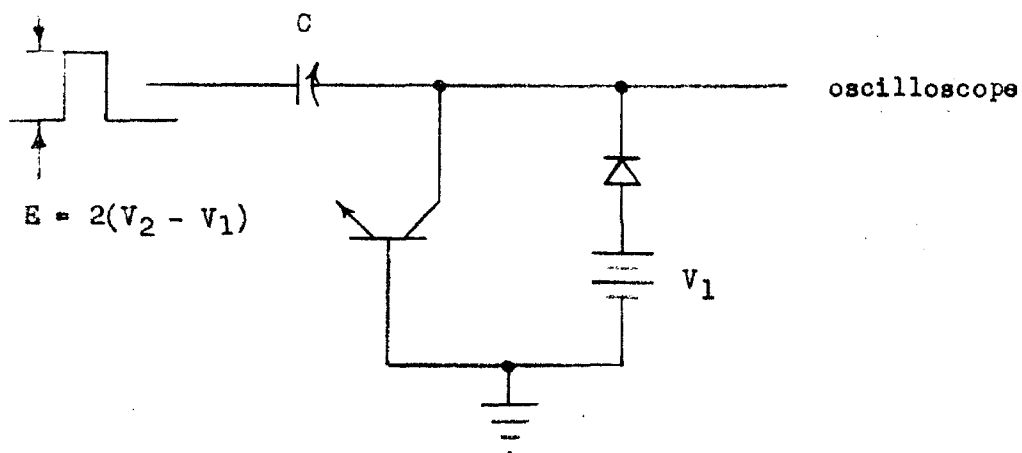 C
oscilloscope
E = 2(V₂ - V₁)
V₁